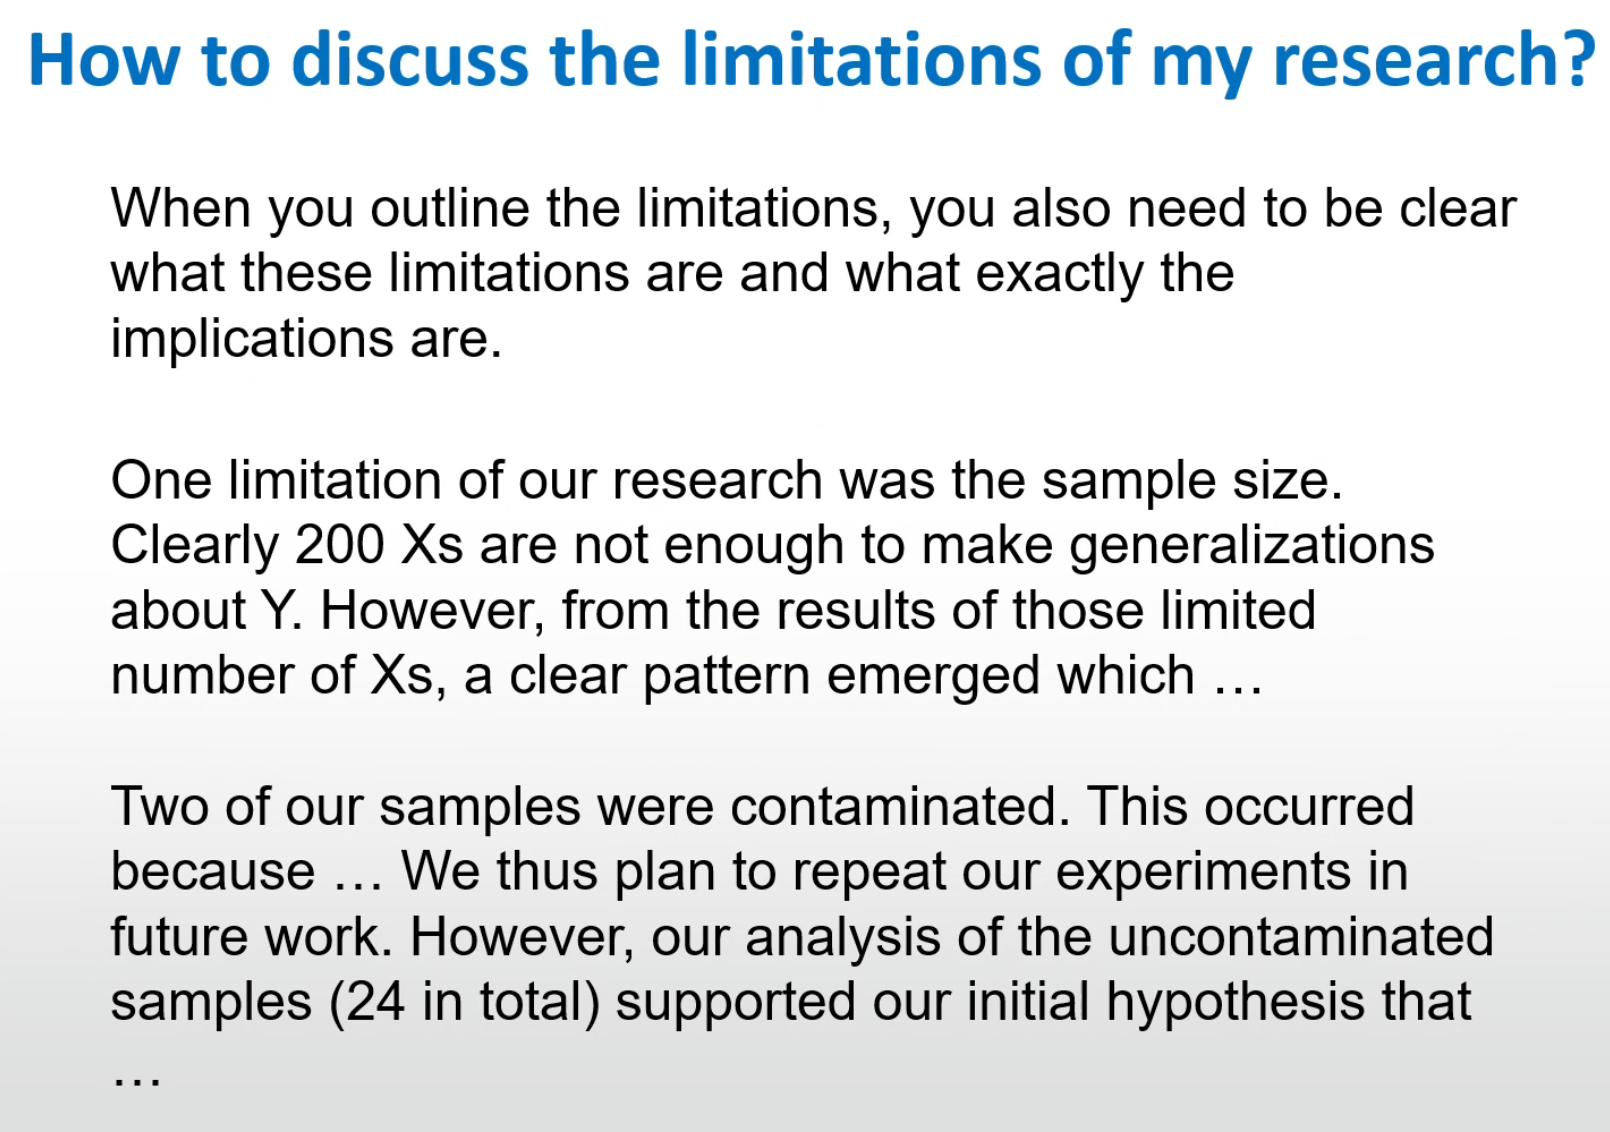 How to discuss the limitations of my research?
When you outline the limitations, you also need to be clear
what these limitations are and what exactly the
implications are.
One limitation of our research was the sample size.
Clearly 200 Xs are not enough to make generalizations
about Y. However, from the results of those limited
number of Xs, a clear pattern emerged which …
Two of our samples were contaminated. This occurred
because … We thus plan to repeat our experiments in
future work. However, our analysis of the uncontaminated
samples (24 in total) supported our initial hypothesis that
…